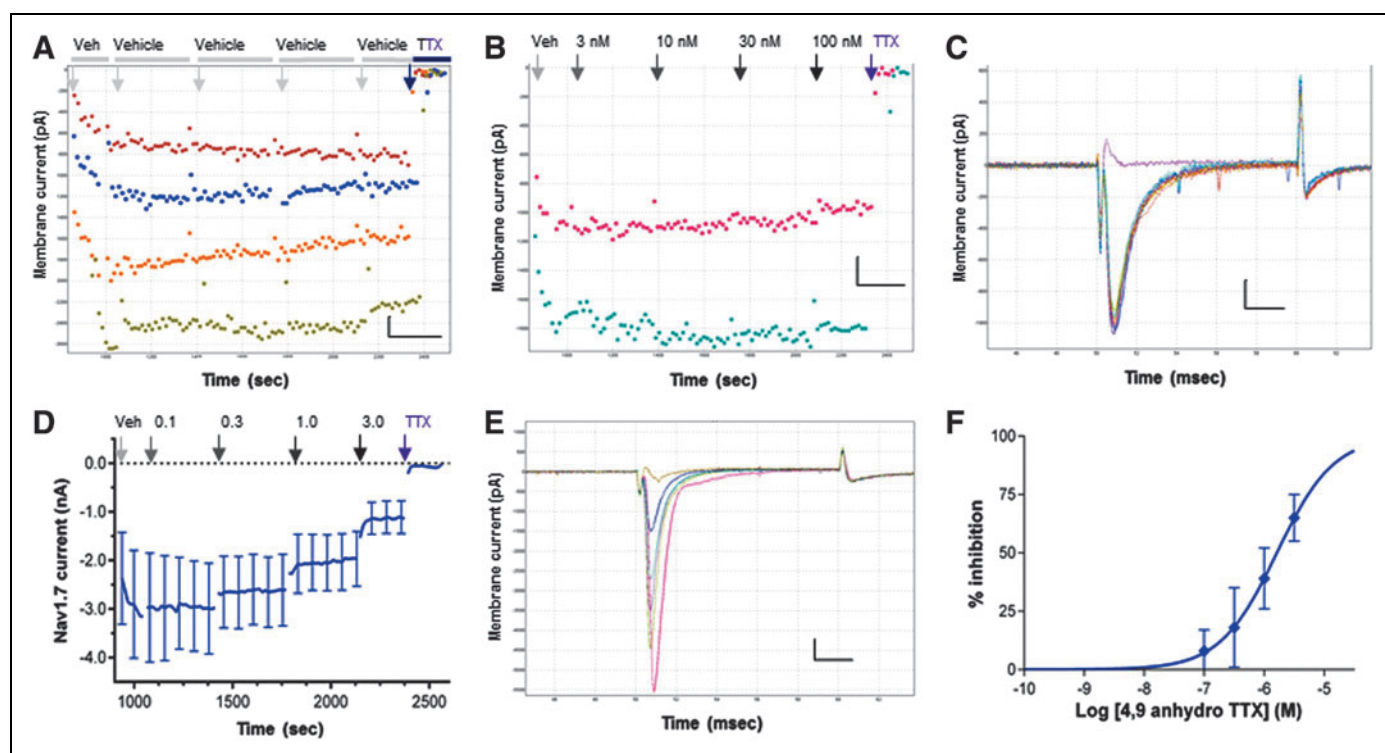 A
Veh Vehicle Vehicle Vehicle Vehicle TTX
Membrane current (pA)
Time (sec)
B
Veh 3 nM 10 nM 30 nM 100 nM TTX
Membrane current (pA)
Time (sec)
C
Membrane current (pA)
Time (msec)
D
Veh 0.1 0.3 1.0 3.0 TTX
0.0
-1.0
-2.0
-3.0
-4.0
Nav1.7 current (nA)
1000 1500 2000 2500
Time (sec)
E
Membrane current (pA)
Time (msec)
F
100
75
50
25
0
% inhibition
-10 -9 -8 -7 -6 -5
Log [4,9 anhydro TTX] (M)